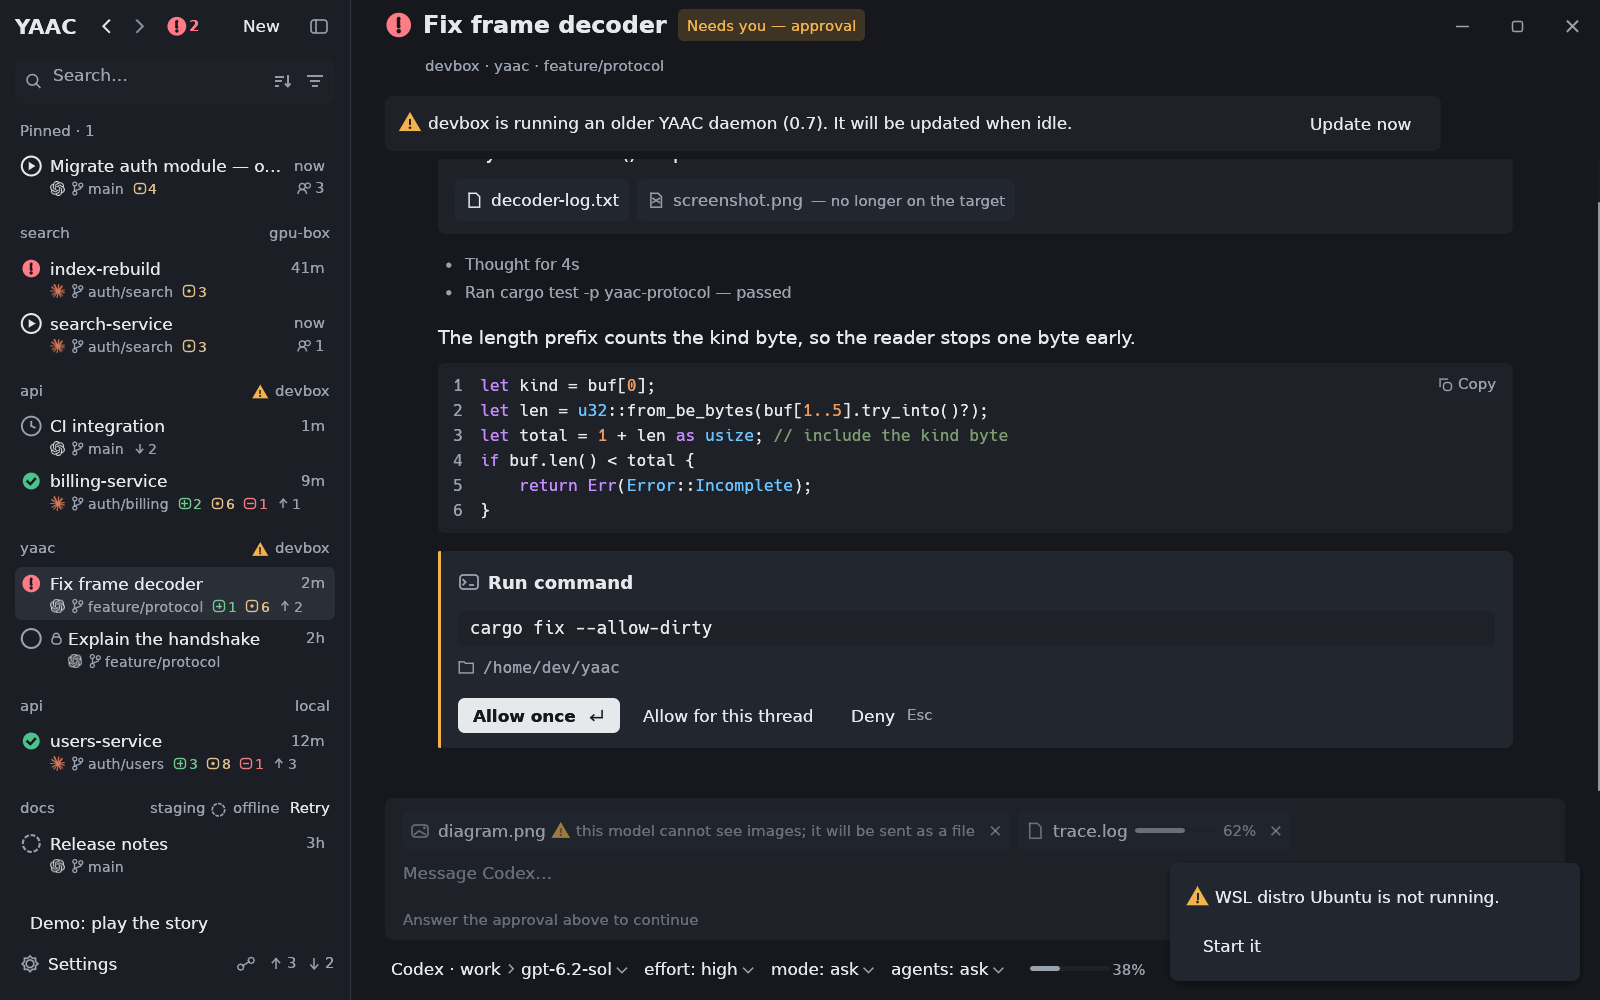 YAAC 2 New
Search...
Pinned · 1
Migrate auth module — o... now
main 4 3
search gpu-box
index-rebuild 41m
auth/search 3
search-service now
auth/search 3 1
api devbox
CI integration 1m
main ↓2
billing-service 9m
auth/billing 2 6 1 ↑1
yaac devbox
Fix frame decoder 2m
feature/protocol 1 6 ↑2
Explain the handshake 2h
feature/protocol
api local
users-service 12m
auth/users 3 8 1 ↑3
docs staging offline Retry
Release notes 3h
main
Demo: play the story
Settings ↑3 ↓2
Fix frame decoder Needs you — approval
devbox · yaac · feature/protocol
devbox is running an older YAAC daemon (0.7). It will be updated when idle. Update now
decoder-log.txt screenshot.png — no longer on the target
• Thought for 4s
• Ran cargo test -p yaac-protocol — passed
The length prefix counts the kind byte, so the reader stops one byte early.
Copy
1 let kind = buf[0];
2 let len = u32::from_be_bytes(buf[1..5].try_into()?);
3 let total = 1 + len as usize; // include the kind byte
4 if buf.len() < total {
5     return Err(Error::Incomplete);
6 }
Run command
cargo fix --allow-dirty
/home/dev/yaac
Allow once ↵ Allow for this thread Deny Esc
diagram.png this model cannot see images; it will be sent as a file × trace.log 62% ×
Message Codex...
Answer the approval above to continue
Codex · work › gpt-6.2-sol effort: high mode: ask agents: ask 38%
WSL distro Ubuntu is not running.
Start it